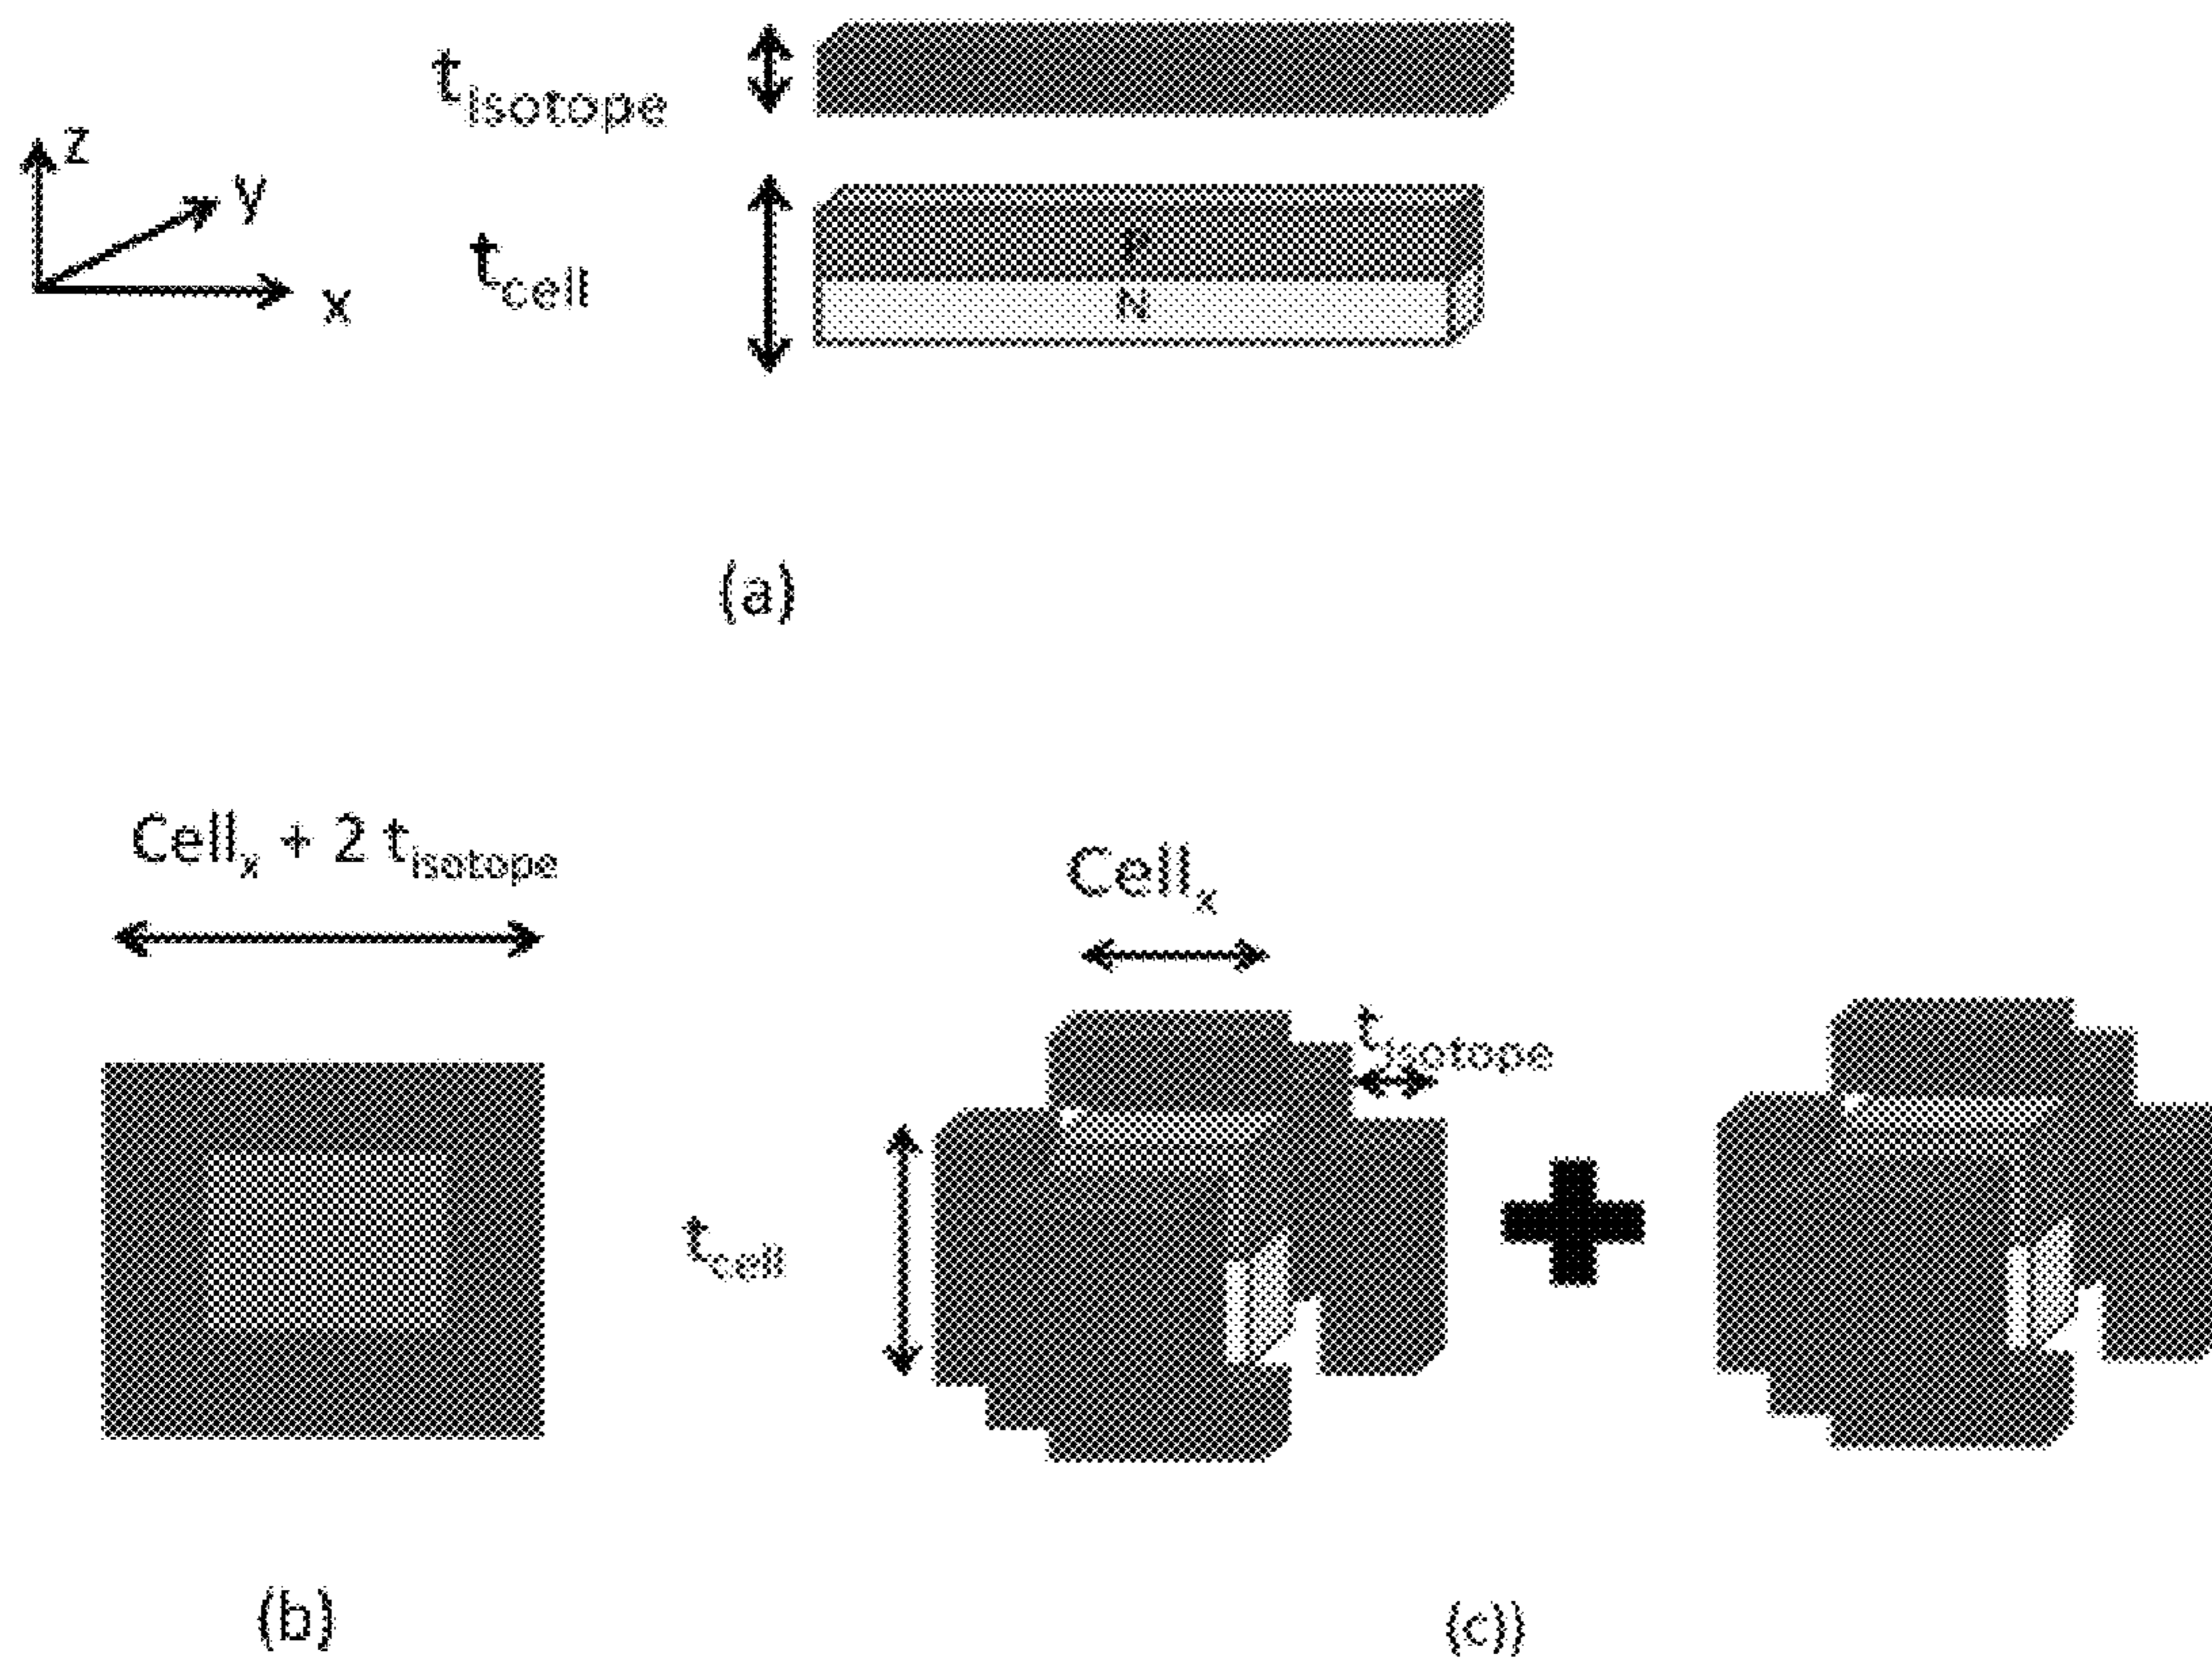 t_isotope
z
y
x
t_cell
P
N
(a)
Cell_x + 2 t_isotope
Cell_x
t_isotope
t_cell
(b)
(c))